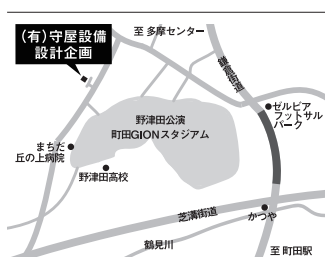 (有)守屋設備
設計企画
至 多摩センター
鎌倉街道
ゼルビア
フットサル
パーク
野津田公演
町田GIONスタジアム
まちだ
丘の上病院
野津田高校
芝溝街道
かつや
鶴見川
至 町田駅